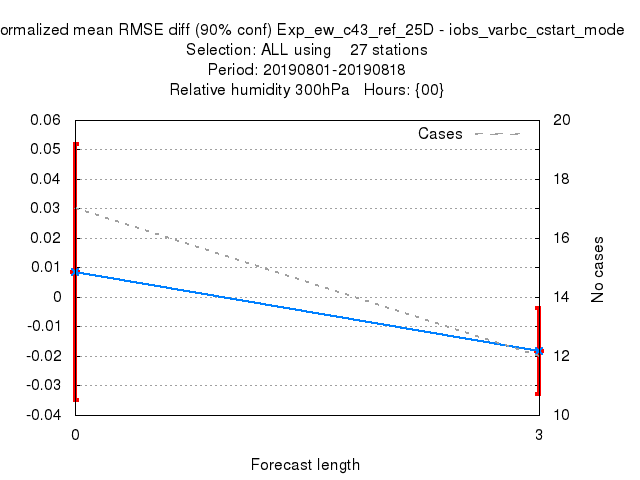 ormalized mean RMSE diff (90% conf) Exp_ew_c43_ref_25D - iobs_varbc_cstart_mode
Selection: ALL using 27 stations
Period: 20190801-20190818
Relative humidity 300hPa Hours: {00}
Cases
0.06
0.05
0.04
0.03
0.02
0.01
0
-0.01
-0.02
-0.03
-0.04
20
18
16
14
12
10
No cases
0
3
Forecast length